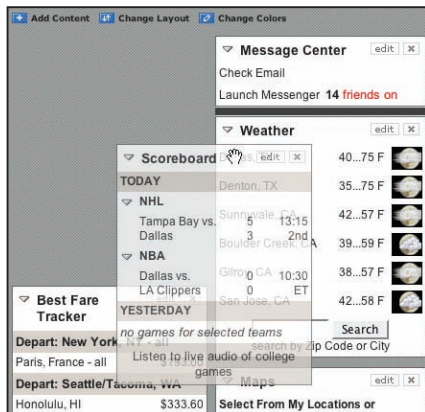 Add Content Change Layout Change Colors
Message Center edit
Check Email
Launch Messenger 14 friends on
Weather edit
Dallas, TX 40...75 F
Denton, TX 35...75 F
Sunnyvale, CA 42...57 F
Boulder Creek, CA 39...59 F
Gilroy, CA 38...57 F
San Jose, CA 42...58 F
Search
search by Zip Code or City
Maps edit
Select From My Locations or
Scoreboard edit
TODAY
NHL
Tampa Bay vs. 5 13:15
Dallas 3 2nd
NBA
Dallas vs. 0 10:30
LA Clippers 0 ET
YESTERDAY
no games for selected teams
Listen to live audio of college
games
Best Fare
Tracker edit
Depart: New York, NY - all
Paris, France - all
Depart: Seattle/Tacoma, WA
Honolulu, HI $333.60